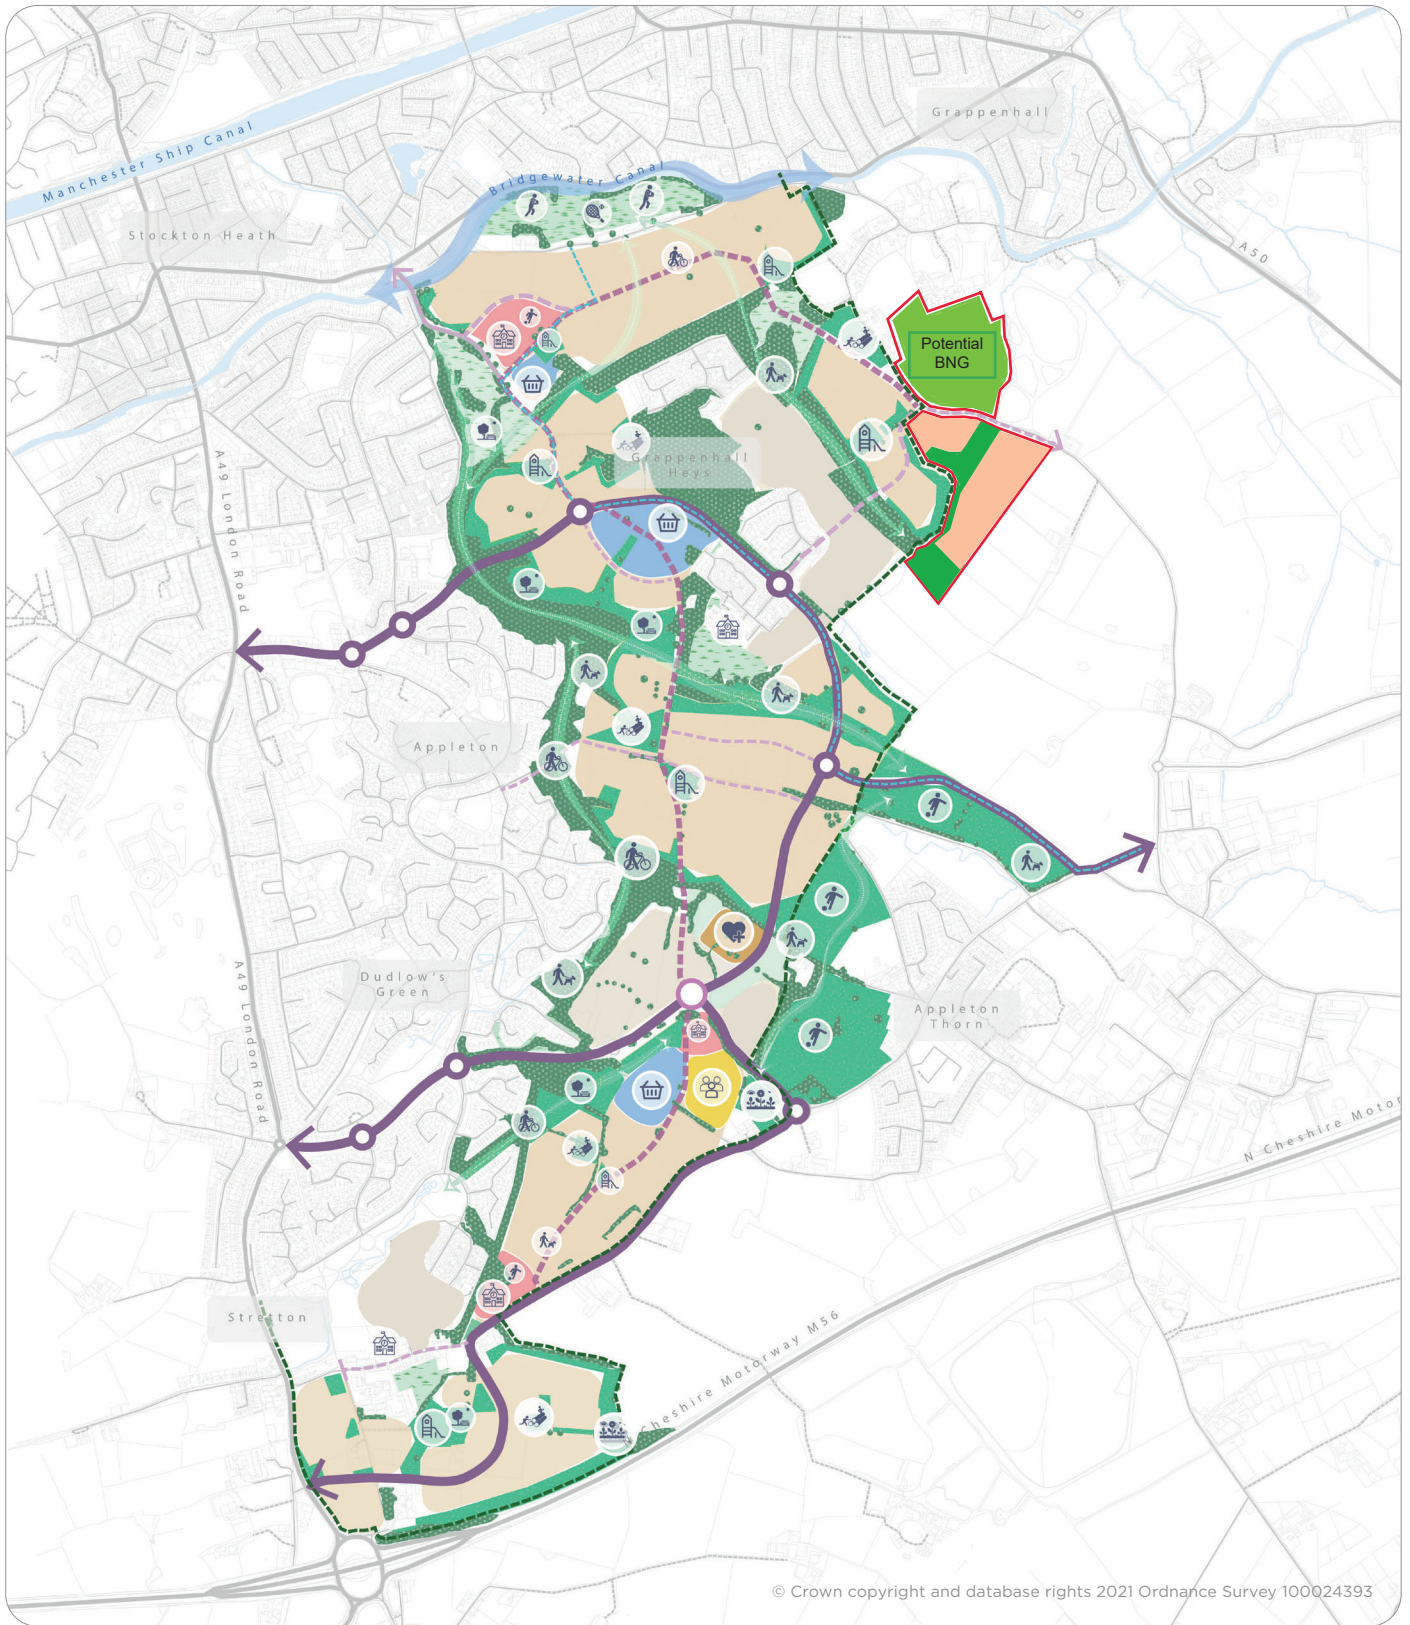 Grappenhall
Manchester Ship Canal
Bridgewater Canal
Stockton Heath
A50
Potential
BNG
Grappenhall
Heys
A49 London Road
Appleton
Dudlow's
Green
A49 London Road
Appleton
Thorn
N Cheshire Motor
Stretton
Cheshire Motorway M56
© Crown copyright and database rights 2021 Ordnance Survey 100024393